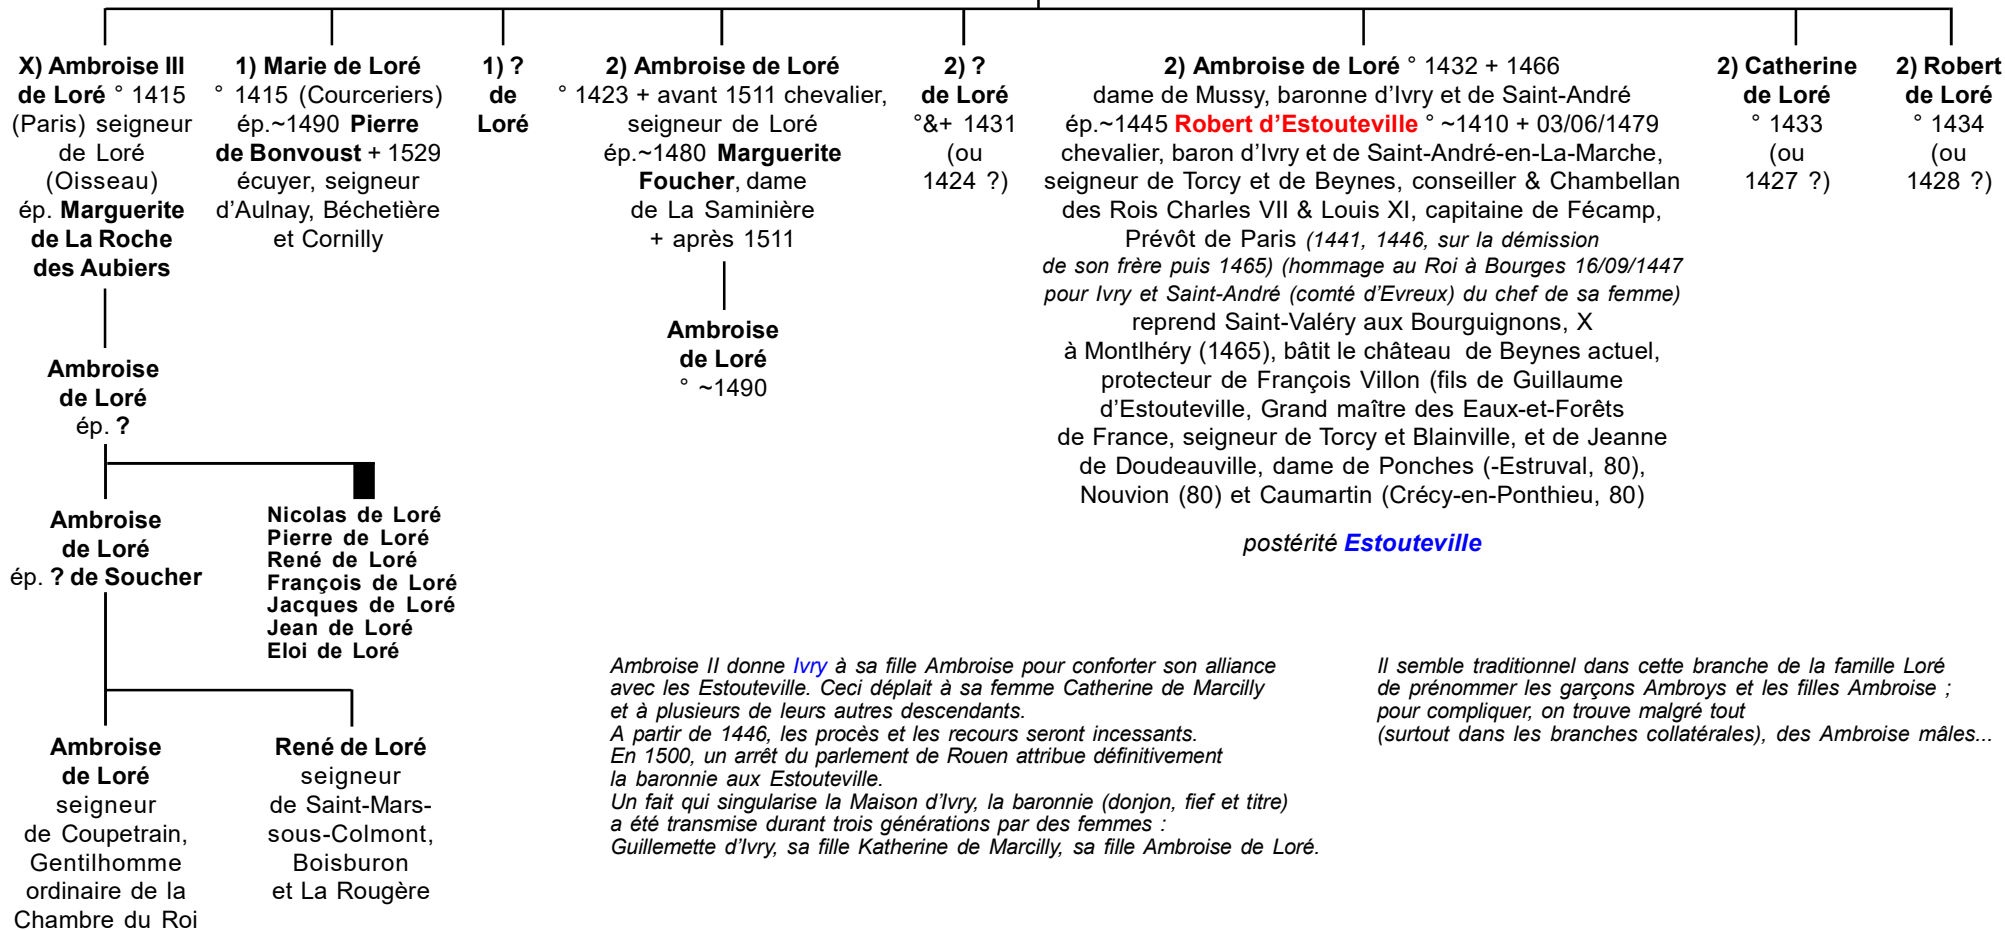 X) Ambroise III
de Loré ° 1415
(Paris) seigneur
de Loré
(Oisseau)
ép. Marguerite
de La Roche
des Aubiers
1) Marie de Loré
° 1415 (Courceriers)
ép.~1490 Pierre
de Bonvoust + 1529
écuyer, seigneur
d'Aulnay, Béchetière
et Cornilly
1) ?
de
Loré
2) Ambroise de Loré
° 1423 + avant 1511 chevalier,
seigneur de Loré
ép.~1480 Marguerite
Foucher, dame
de La Saminière
+ après 1511
2) ?
de Loré
°&+ 1431
(ou
1424 ?)
2) Ambroise de Loré ° 1432 + 1466
dame de Mussy, baronne d'Ivry et de Saint-André
ép.~1445 Robert d'Estouteville ° ~1410 + 03/06/1479
chevalier, baron d'Ivry et de Saint-André-en-La-Marche,
seigneur de Torcy et de Beynes, conseiller & Chambellan
des Rois Charles VII & Louis XI, capitaine de Fécamp,
Prévôt de Paris (1441, 1446, sur la démission
de son frère puis 1465) (hommage au Roi à Bourges 16/09/1447
pour Ivry et Saint-André (comté d'Evreux) du chef de sa femme)
reprend Saint-Valéry aux Bourguignons, X
à Montlhéry (1465), bâtit le château de Beynes actuel,
protecteur de François Villon (fils de Guillaume
d'Estouteville, Grand maître des Eaux-et-Forêts
de France, seigneur de Torcy et Blainville, et de Jeanne
de Doudeauville, dame de Ponches (-Estruval, 80),
Nouvion (80) et Caumartin (Crécy-en-Ponthieu, 80)
postérité Estouteville
2) Catherine
de Loré
° 1433
(ou
1427 ?)
2) Robert
de Loré
° 1434
(ou
1428 ?)
Ambroise
de Loré
ép. ?
Ambroise
de Loré
° ~1490
Ambroise
de Loré
ép. ? de Soucher
Nicolas de Loré
Pierre de Loré
René de Loré
François de Loré
Jacques de Loré
Jean de Loré
Eloi de Loré
Ambroise
de Loré
seigneur
de Coupetrain,
Gentilhomme
ordinaire de la
Chambre du Roi
René de Loré
seigneur
de Saint-Mars-
sous-Colmont,
Boisburon
et La Rougère
Ambroise II donne Ivry à sa fille Ambroise pour conforter son alliance
avec les Estouteville. Ceci déplait à sa femme Catherine de Marcilly
et à plusieurs de leurs autres descendants.
A partir de 1446, les procès et les recours seront incessants.
En 1500, un arrêt du parlement de Rouen attribue définitivement
la baronnie aux Estouteville.
Un fait qui singularise la Maison d'Ivry, la baronnie (donjon, fief et titre)
a été transmise durant trois générations par des femmes :
Guillemette d'Ivry, sa fille Katherine de Marcilly, sa fille Ambroise de Loré.
Il semble traditionnel dans cette branche de la famille Loré
de prénommer les garçons Ambroys et les filles Ambroise ;
pour compliquer, on trouve malgré tout
(surtout dans les branches collatérales), des Ambroise mâles...